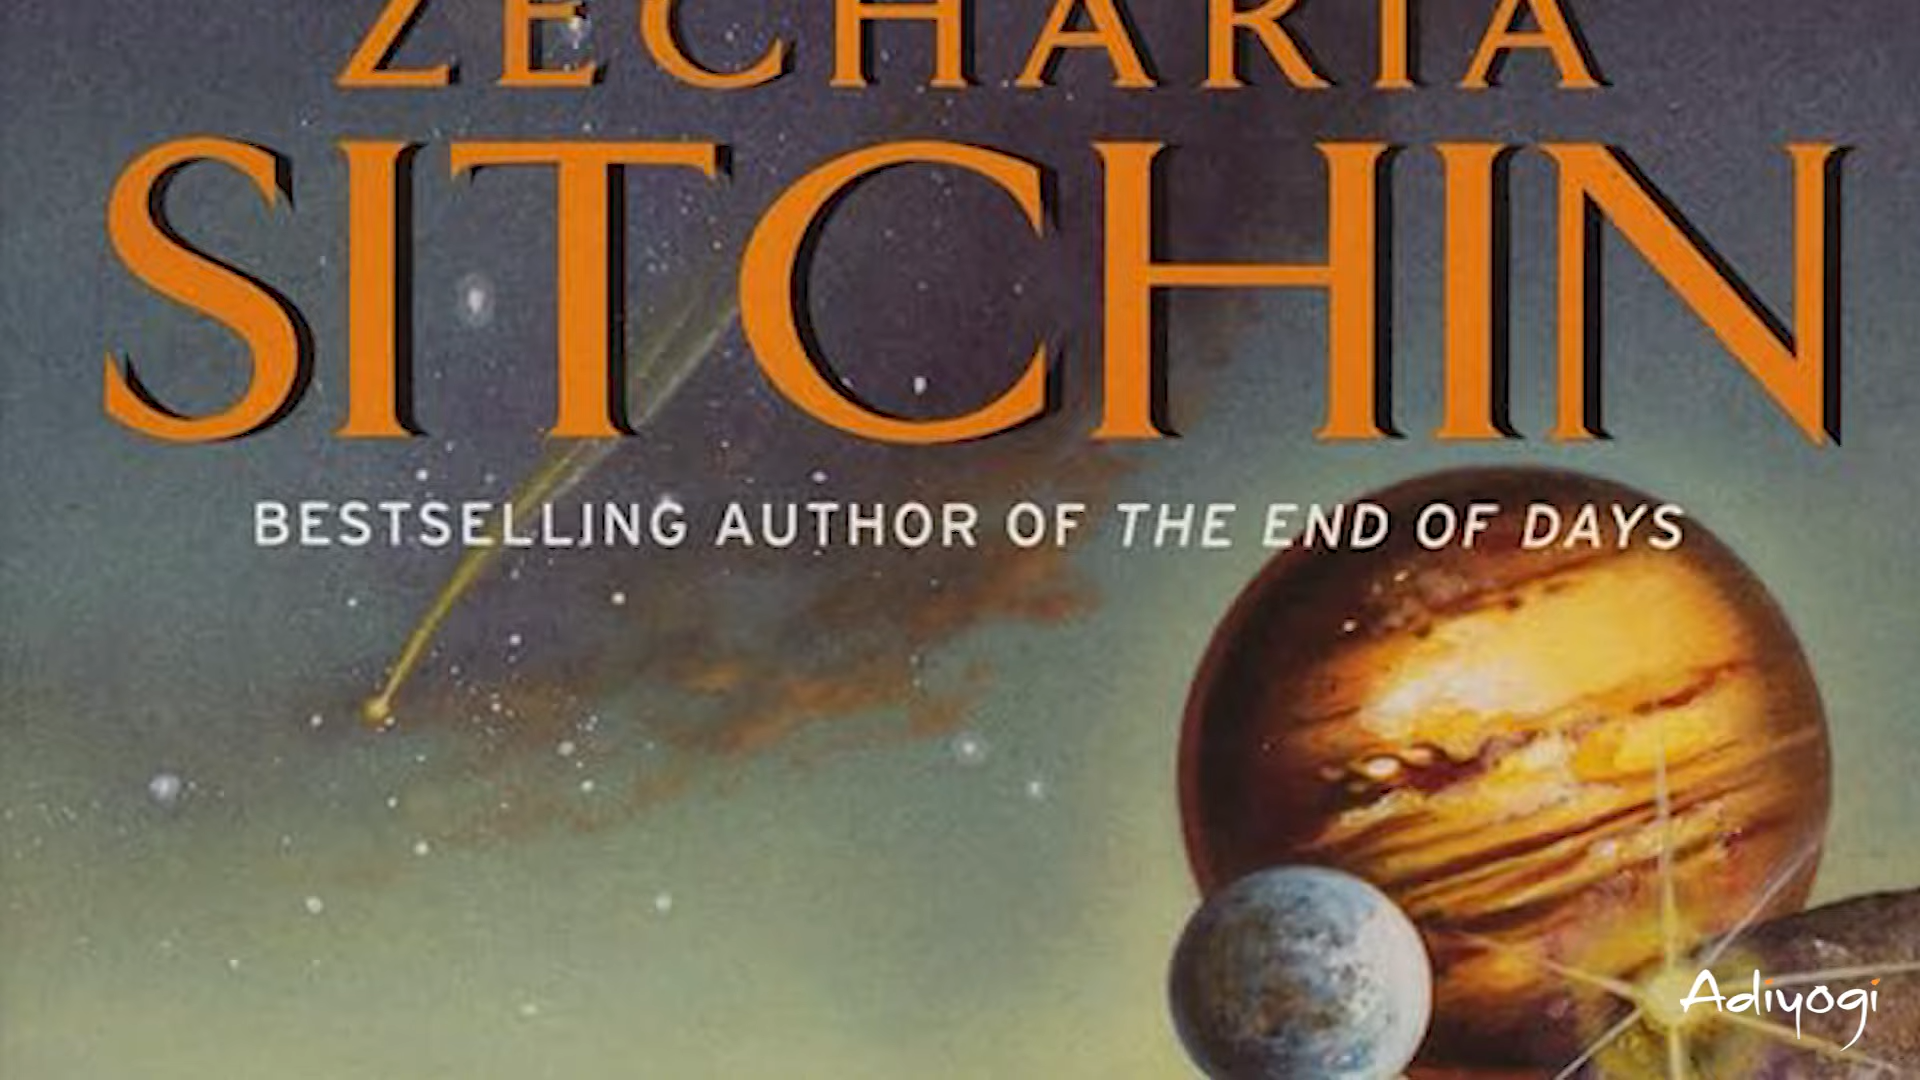 ZECHARIA
SITCHIN
BESTSELLING AUTHOR OF THE END OF DAYS
Adiyogi